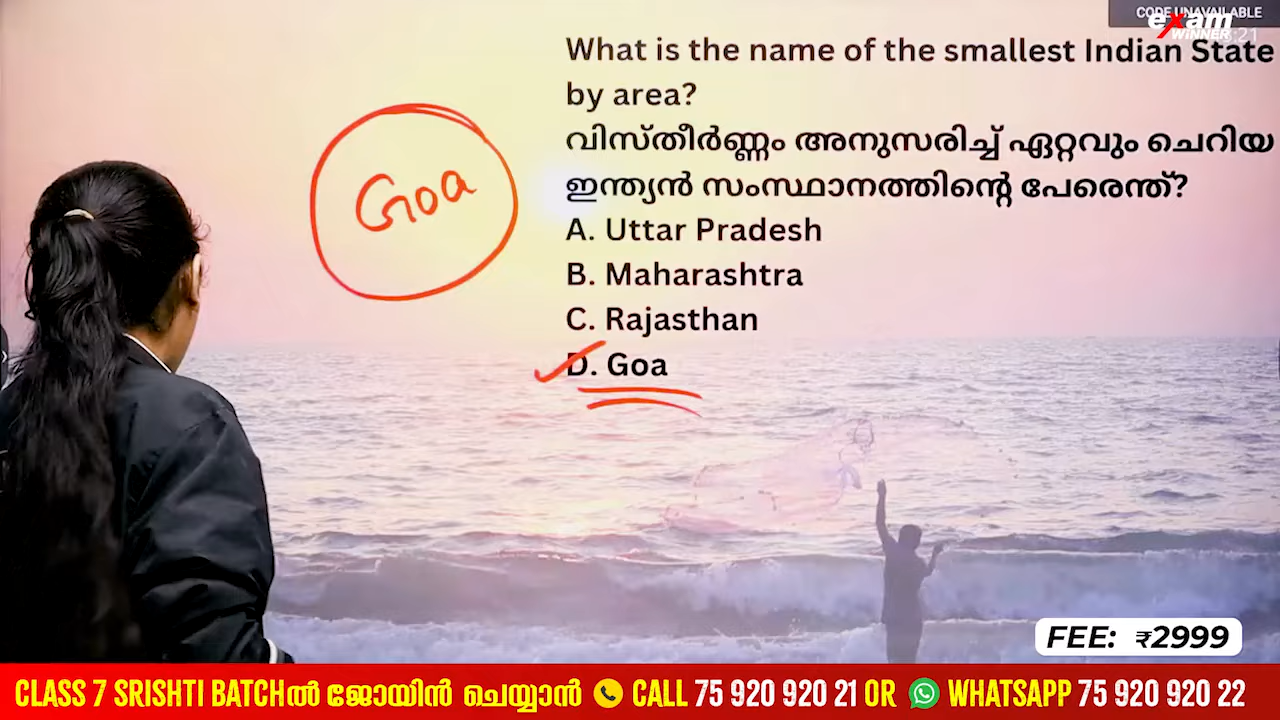 CODE UNAVAILABLE
exam
WINNER
What is the name of the smallest Indian State
by area?
വിസ്തീർണ്ണം അനുസരിച്ച് ഏറ്റവും ചെറിയ
ഇന്ത്യൻ സംസ്ഥാനത്തിന്റെ പേരെന്ത്?
Goa
A. Uttar Pradesh
B. Maharashtra
C. Rajasthan
D. Goa
FEE: ₹2999
CLASS 7 SRISHTI BATCHൽ ജോയിൻ ചെയ്യാൻ CALL 75 920 920 21 OR WHATSAPP 75 920 920 22